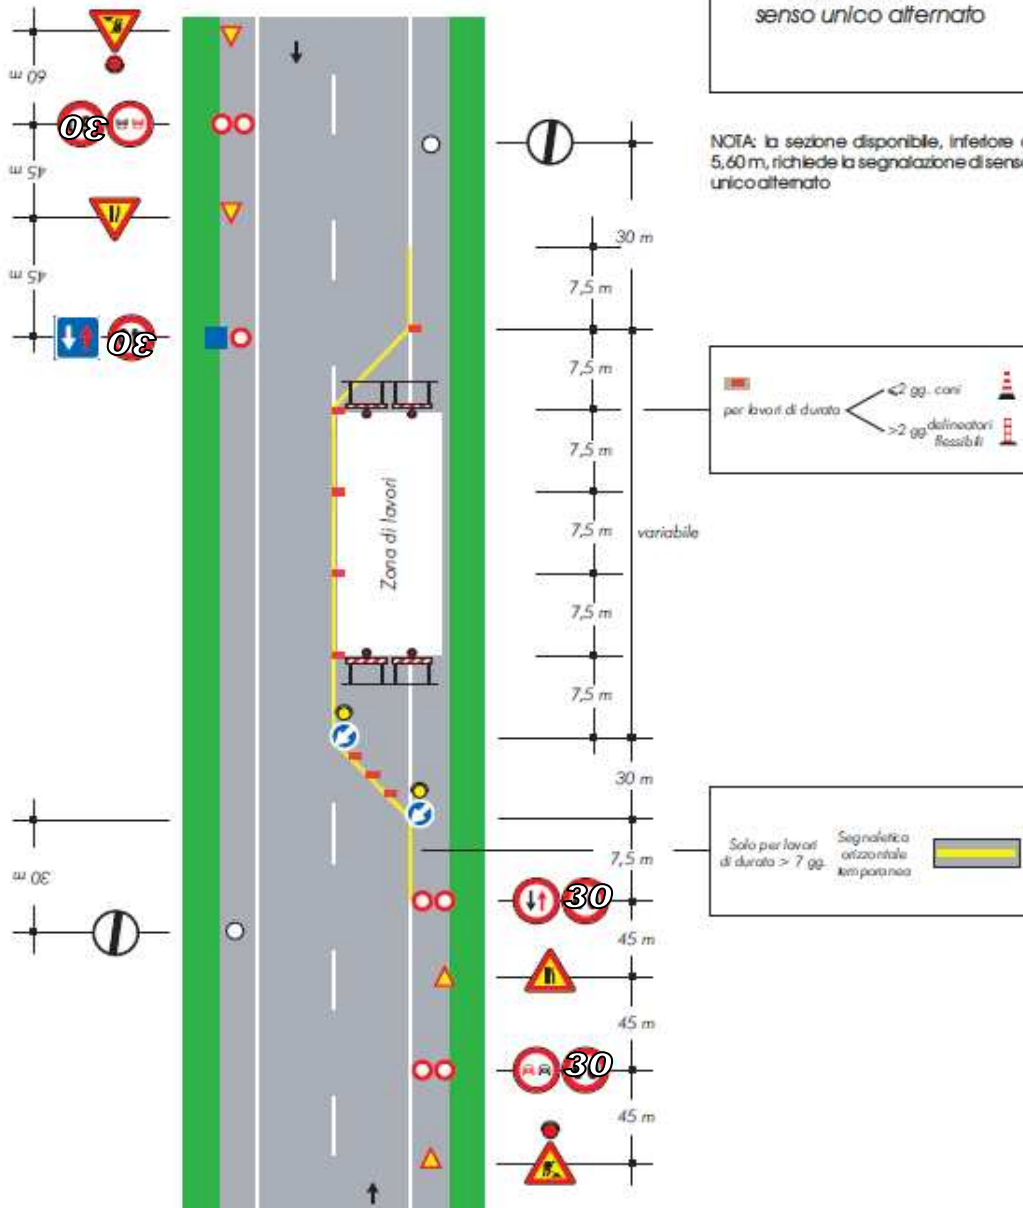 senso unico alternato
60 m
30
45 m
NOTA: la sezione disponibile, inferiore a
5,60 m, richiede la segnalazione di senso
unico alternato
45 m
30
30 m
7,5 m
7,5 m
7,5 m
7,5 m
7,5 m
7,5 m
variabile
per lavori di durata
<2 gg. coni
>2 gg. delineatori
flessibili
Zona di lavori
30 m
7,5 m
Solo per lavori
di durata > 7 gg.
Segnaletica
orizzontale
temporanea
30 m
30
45 m
45 m
30
45 m